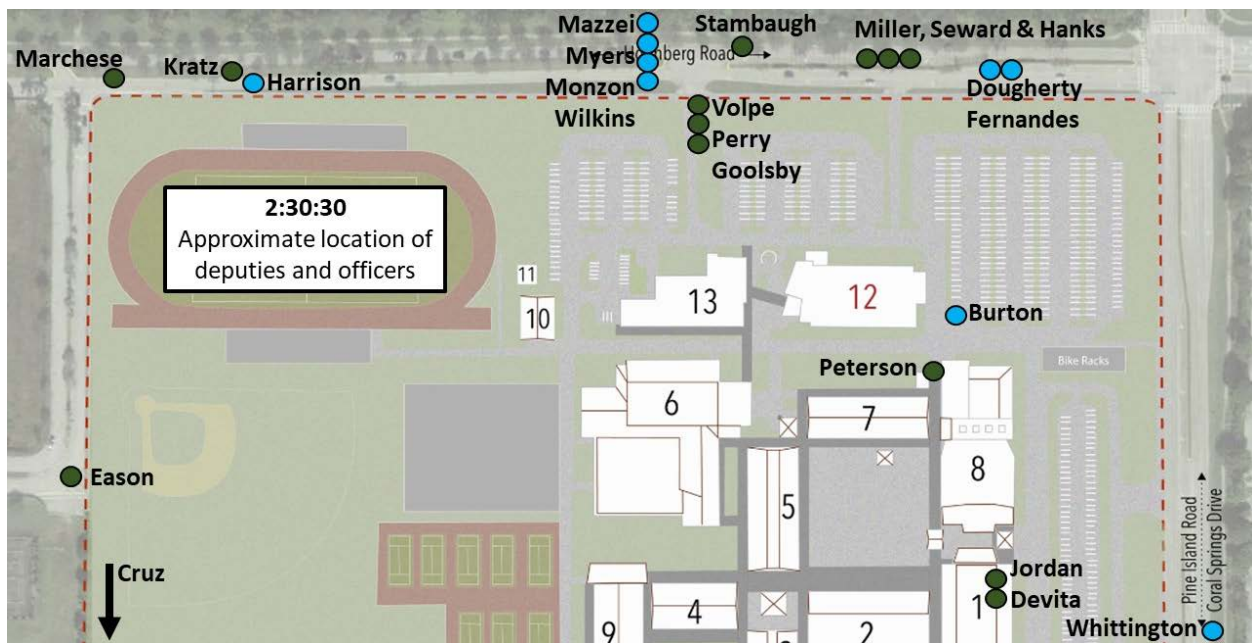 Mazzei
Stambaugh
Miller, Seward & Hanks
Marchese
Kratz
Myers
Harrison
Monzon
Dougherty
Wilkins
Volpe
Fernandes
Perry
Goolsby
2:30:30
Approximate location of
deputies and officers
11
10
13
12
Burton
Bike Racks
Peterson
6
7
8
5
Eason
Pine Island Road
Coral Springs Drive
Cruz
Jordan
Devita
1
4
9
2
Whittington